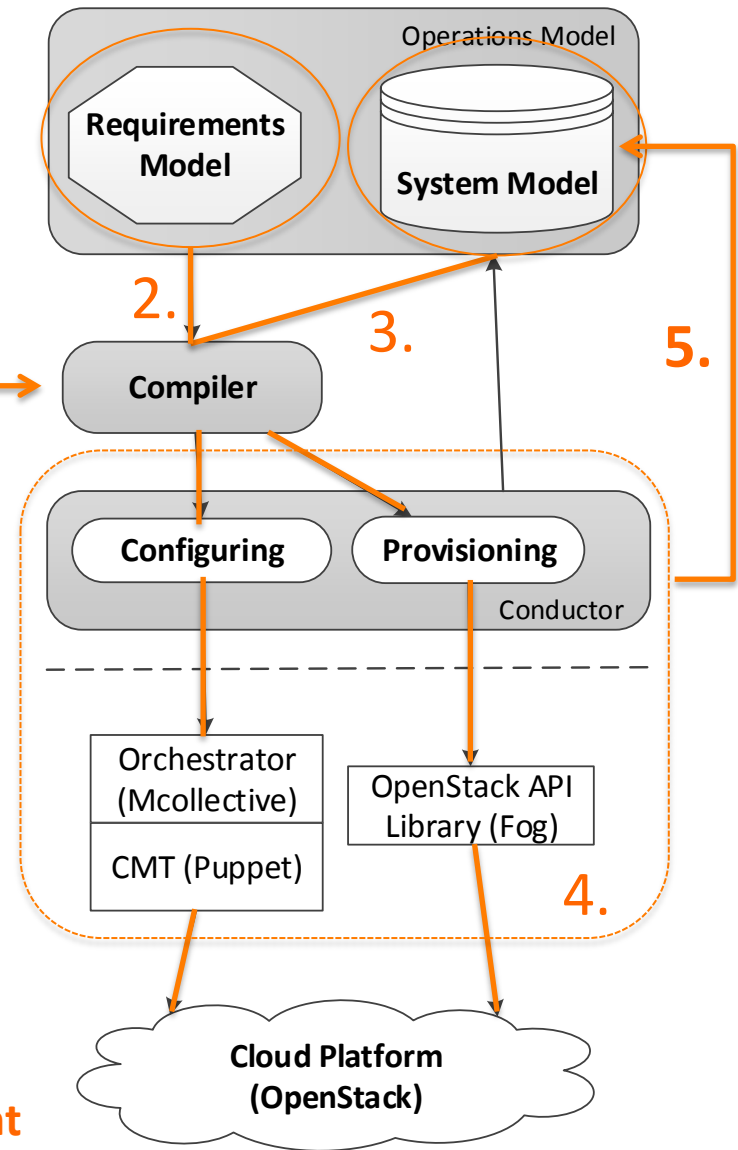 Operations Model
Requirements
Model
System Model
2.
3.
5.
Compiler
Configuring
Provisioning
Conductor
Orchestrator
(Mcollective)
CMT (Puppet)
OpenStack API
Library (Fog)
4.
Cloud Platform
(OpenStack)